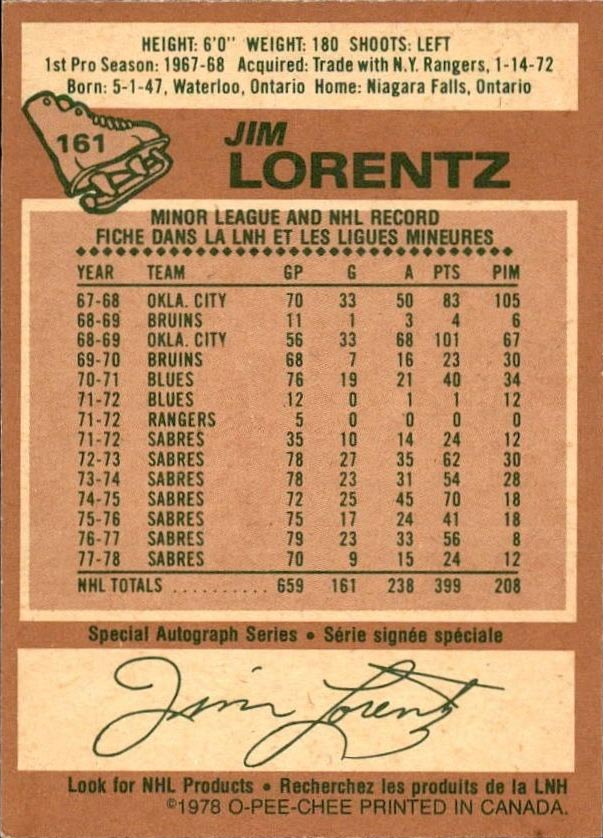 HEIGHT: 6'0" WEIGHT: 180 SHOOTS: LEFT
1st Pro Season: 1967-68 Acquired: Trade with N.Y. Rangers, 1-14-72
Born: 5-1-47, Waterloo, Ontario Home: Niagara Falls, Ontario
161
JIM
LORENTZ
MINOR LEAGUE AND NHL RECORD
FICHE DANS LA LNH ET LES LIGUES MINEURES
YEAR TEAM GP G A PTS PIM
67-68 OKLA. CITY 70 33 50 83 105
68-69 BRUINS 11 1 3 4 6
68-69 OKLA. CITY 56 33 68 101 67
69-70 BRUINS 68 7 16 23 30
70-71 BLUES 76 19 21 40 34
71-72 BLUES 12 0 1 1 12
71-72 RANGERS 5 0 0 0 0
71-72 SABRES 35 10 14 24 12
72-73 SABRES 78 27 35 62 30
73-74 SABRES 78 23 31 54 28
74-75 SABRES 72 25 45 70 18
75-76 SABRES 75 17 24 41 18
76-77 SABRES 79 23 33 56 8
77-78 SABRES 70 9 15 24 12
NHL TOTALS .......... 659 161 238 399 208
Special Autograph Series • Série signée spéciale
Jim Lorentz
Look for NHL Products • Recherchez les produits de la LNH
©1978 O-PEE-CHEE PRINTED IN CANADA.